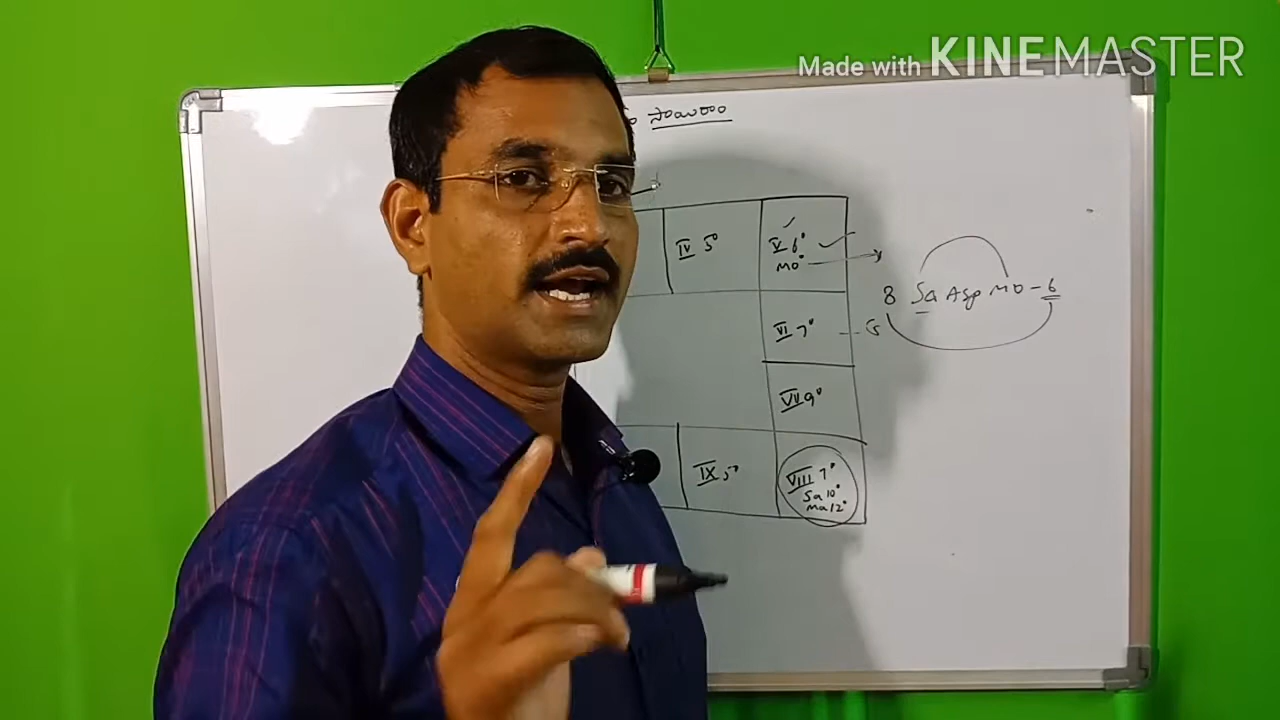 Made with KINEMASTER
సాయిరాం
IV 5°
V 6°
Mo°
8 Sa Asp Mo - 6
VI 7°
VII 9°
IX 5°
VIII 7°
Sa 10°
Ma 12°